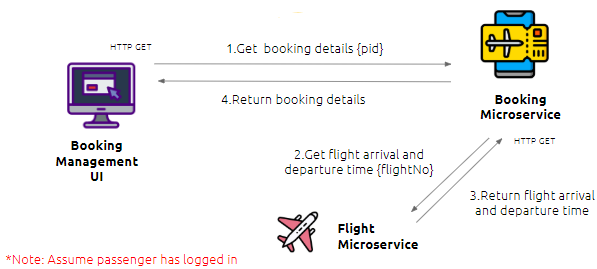 HTTP GET
1.Get booking details {pid}
4.Return booking details
Booking
Management
UI
Booking
Microservice
HTTP GET
2.Get flight arrival and
departure time {flightNo}
3.Return flight arrival
and departure time
Flight
Microservice
*Note: Assume passenger has logged in